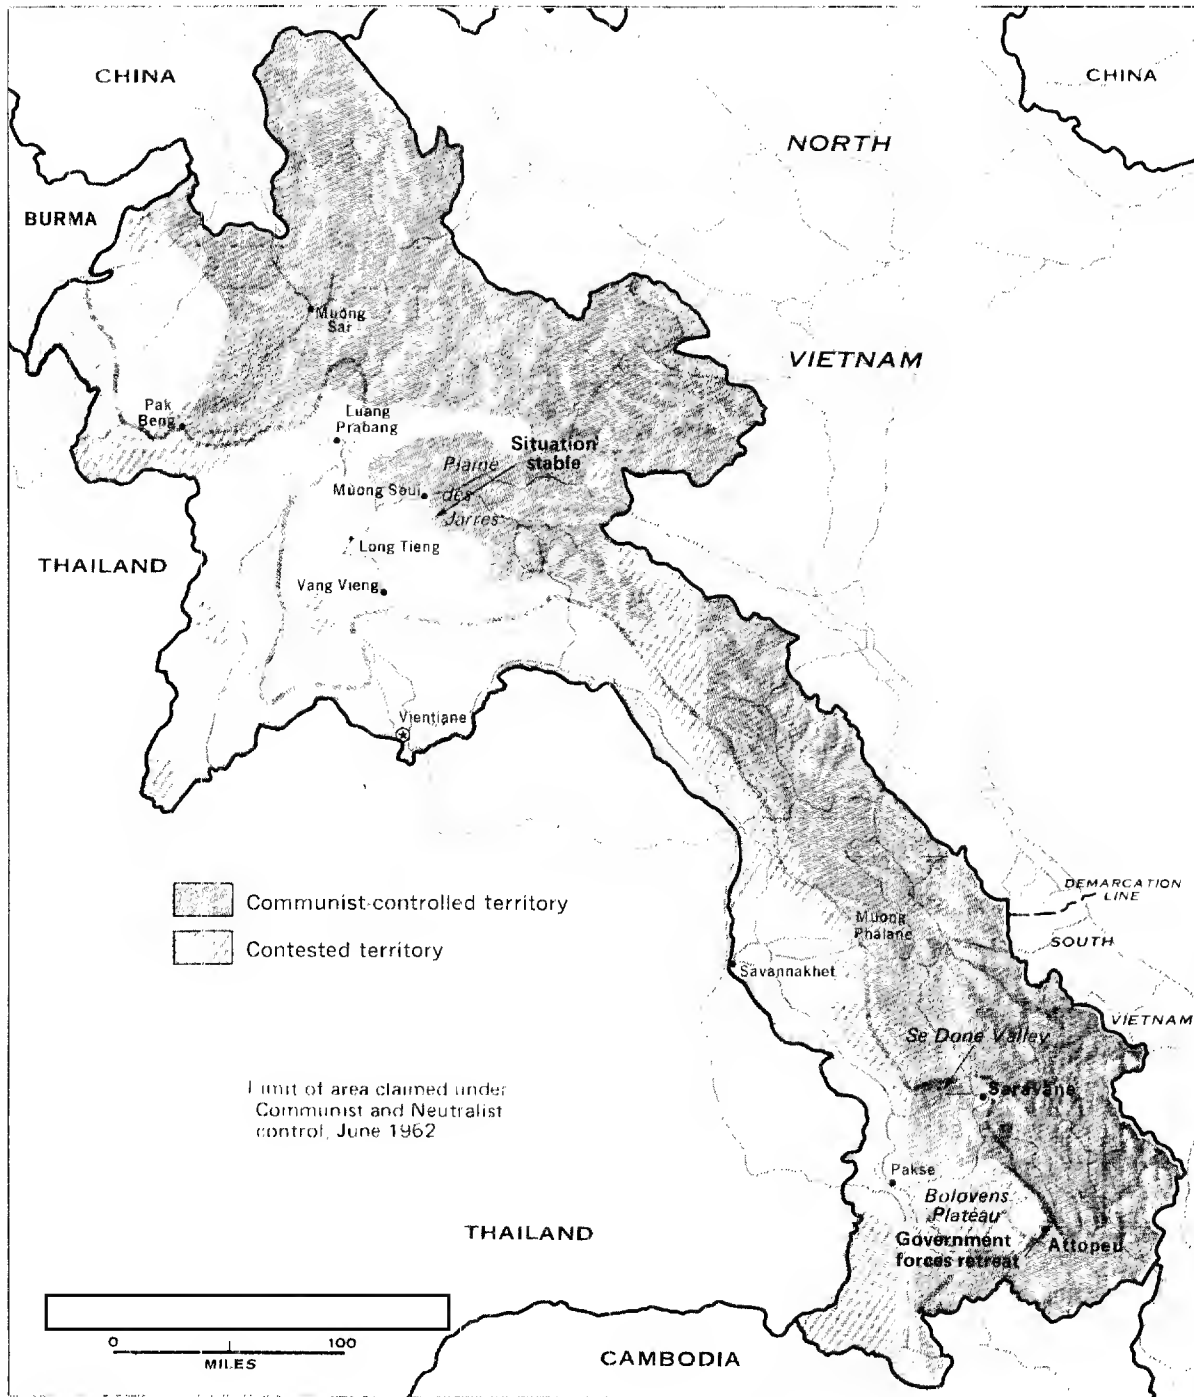 CHINA
CHINA
NORTH
BURMA
VIETNAM
Muong
Sai
Pak
Beng
Luang
Prabang
Situation
stable
Plaine
des
Jarres
Muong Soui
Long Tieng
THAILAND
Vang Vieng
Vientiane
Communist-controlled territory
Contested territory
DEMARCATION
LINE
Muong
Phalane
SOUTH
Savannakhet
VIETNAM
Se Done Valley
Saravane
Limit of area claimed under
Communist and Neutralist
control, June 1962
Pakse
Bolovens
Plateau
THAILAND
Government
forces retreat
Attopeu
0 100
MILES
CAMBODIA